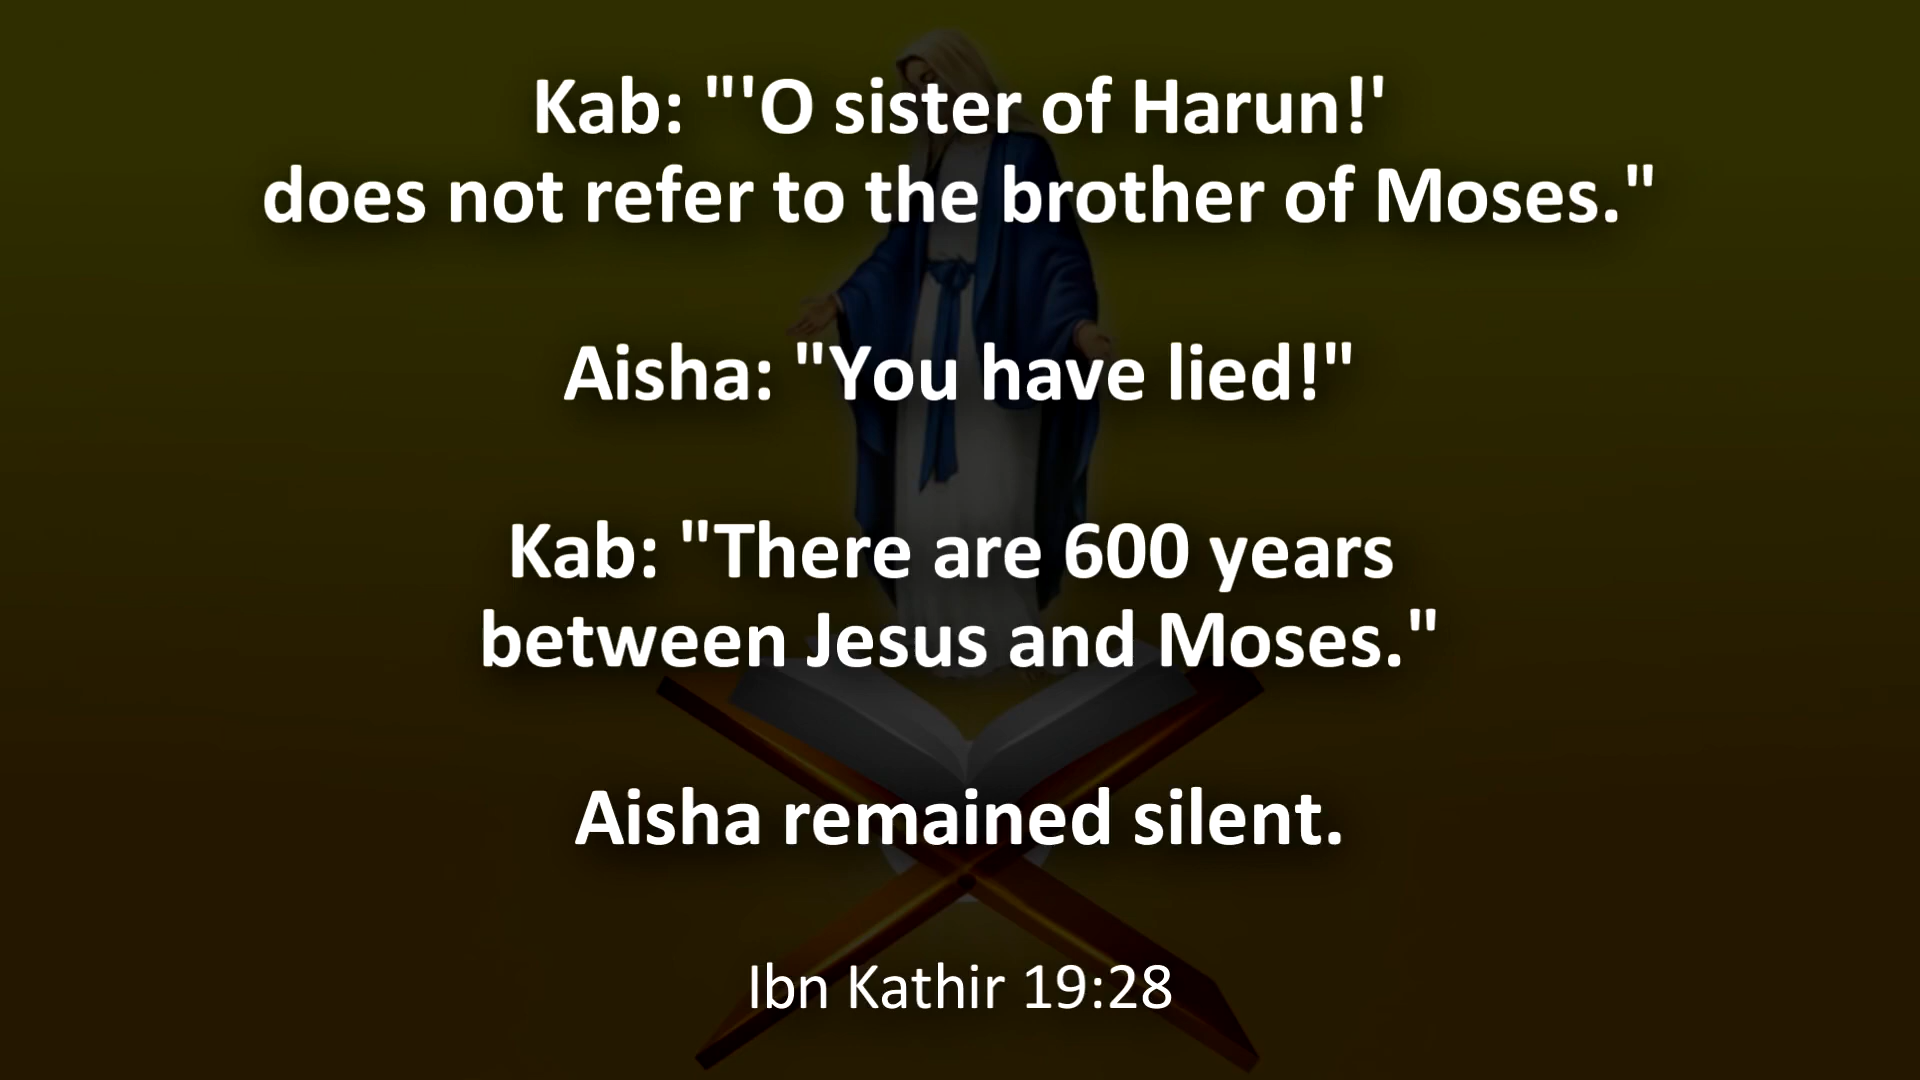 Kab: "'O sister of Harun!'
does not refer to the brother of Moses."
Aisha: "You have lied!"
Kab: "There are 600 years
between Jesus and Moses."
Aisha remained silent.
Ibn Kathir 19:28